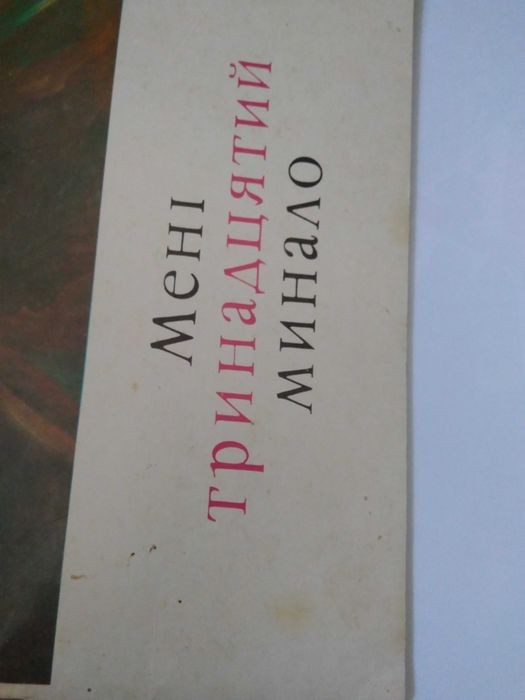 Мені
тринадцятий
минало